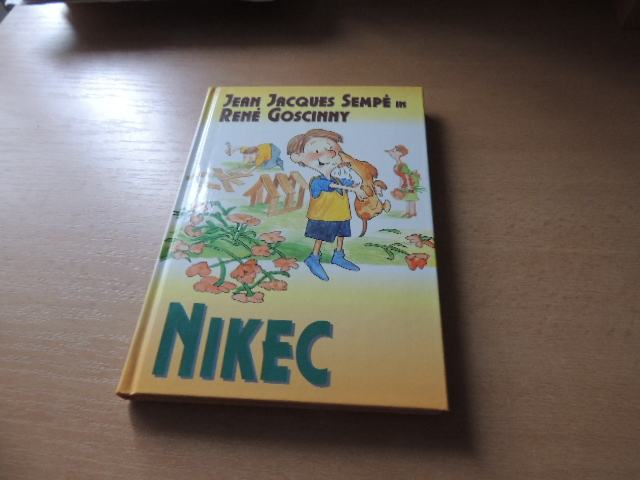 JEAN JACQUES SEMPÉ IN
RENÉ GOSCINNY
NIKEC